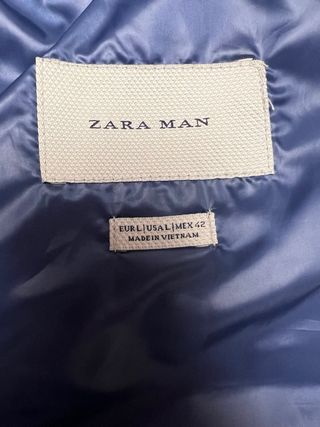 ZARA MAN
EUR L | USA L | MEX 42
MADE IN VIETNAM